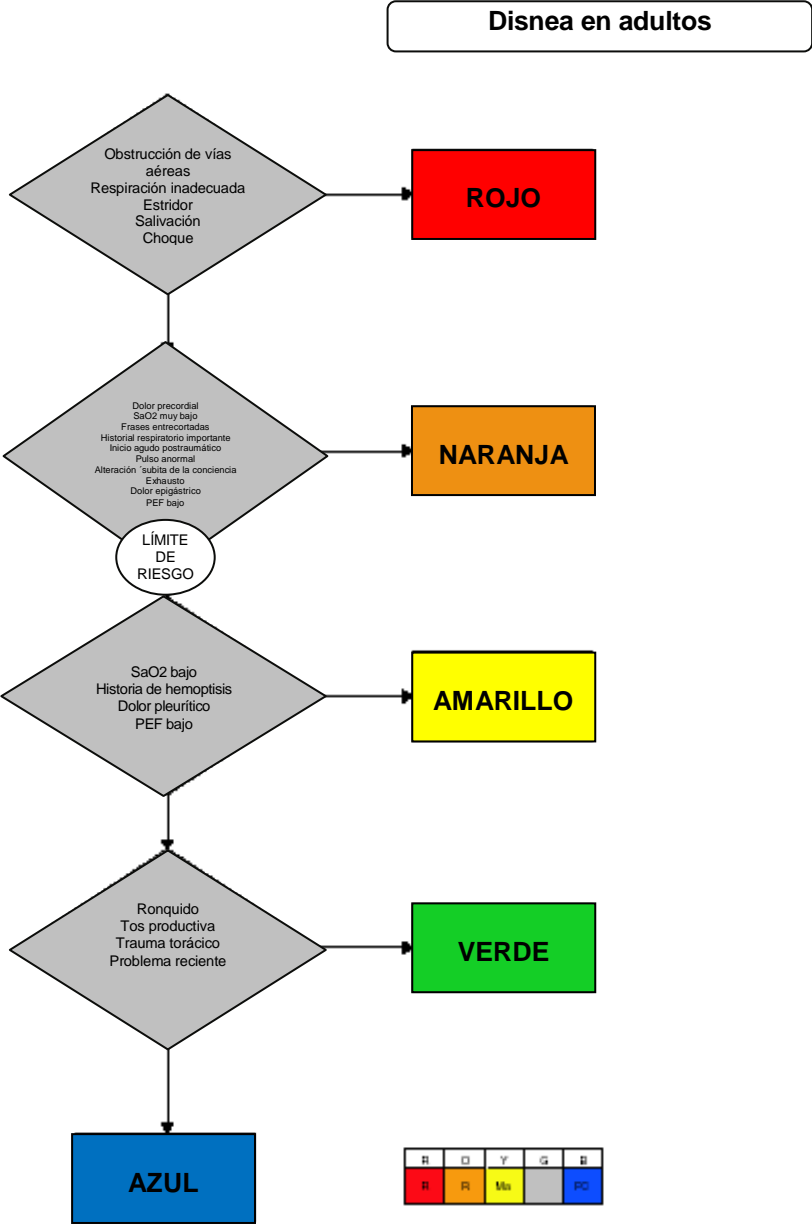 Disnea en adultos
Obstrucción de vías
aéreas
Respiración inadecuada
Estridor
Salivación
Choque
ROJO
Dolor precordial
SaO2 muy bajo
Frases entrecortadas
Historial respiratorio importante
Inicio agudo postraumático
Pulso anormal
Alteración ´subita de la conciencia
Exhausto
Dolor epigástrico
PEF bajo
NARANJA
LÍMITE
DE
RIESGO
SaO2 bajo
Historia de hemoptisis
Dolor pleurítico
PEF bajo
AMARILLO
Ronquido
Tos productiva
Trauma torácico
Problema reciente
VERDE
AZUL
R O Y G B
R R Ma